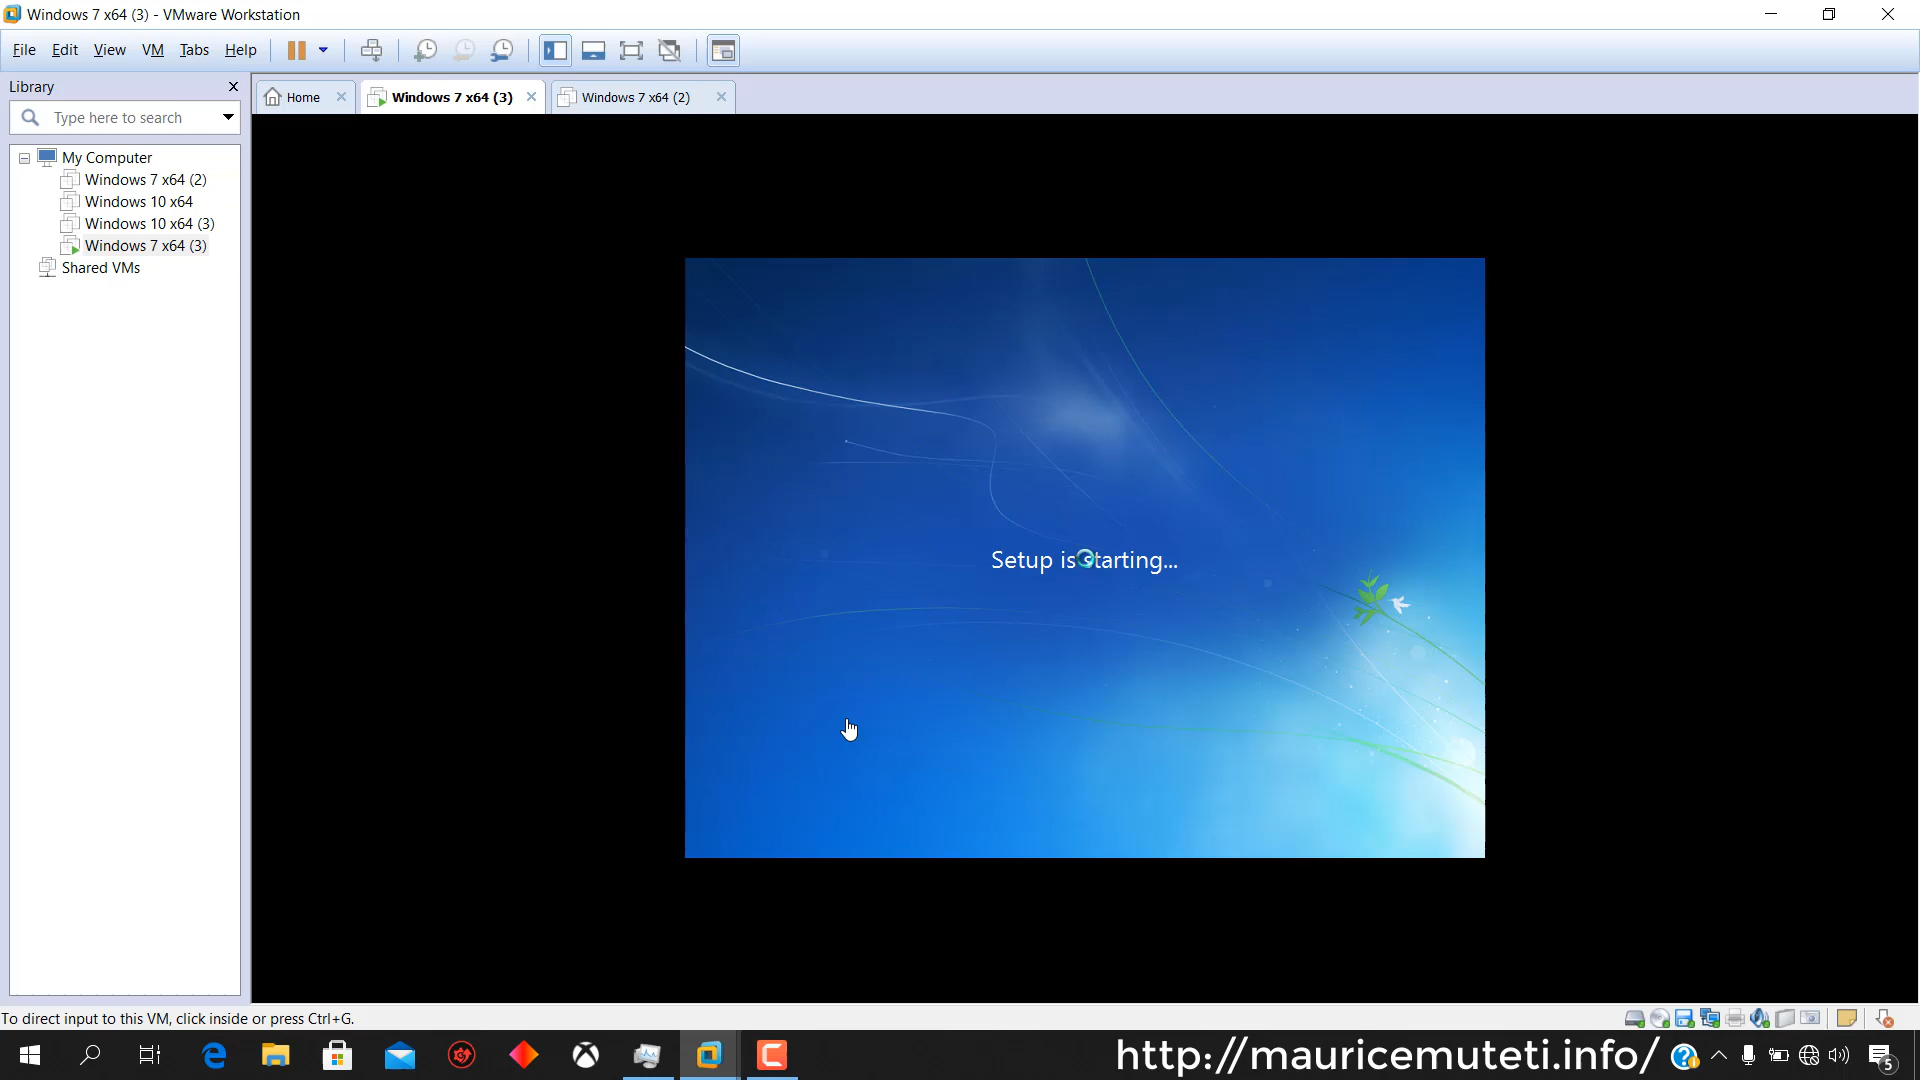 Windows 7 x64 (3) - VMware Workstation
File Edit View VM Tabs Help
Library
Type here to search
Home
Windows 7 x64 (3)
Windows 7 x64 (2)
My Computer
Windows 7 x64 (2)
Windows 10 x64
Windows 10 x64 (3)
Windows 7 x64 (3)
Shared VMs
Setup is starting...
To direct input to this VM, click inside or press Ctrl+G.
http://mauricemuteti.info/
5